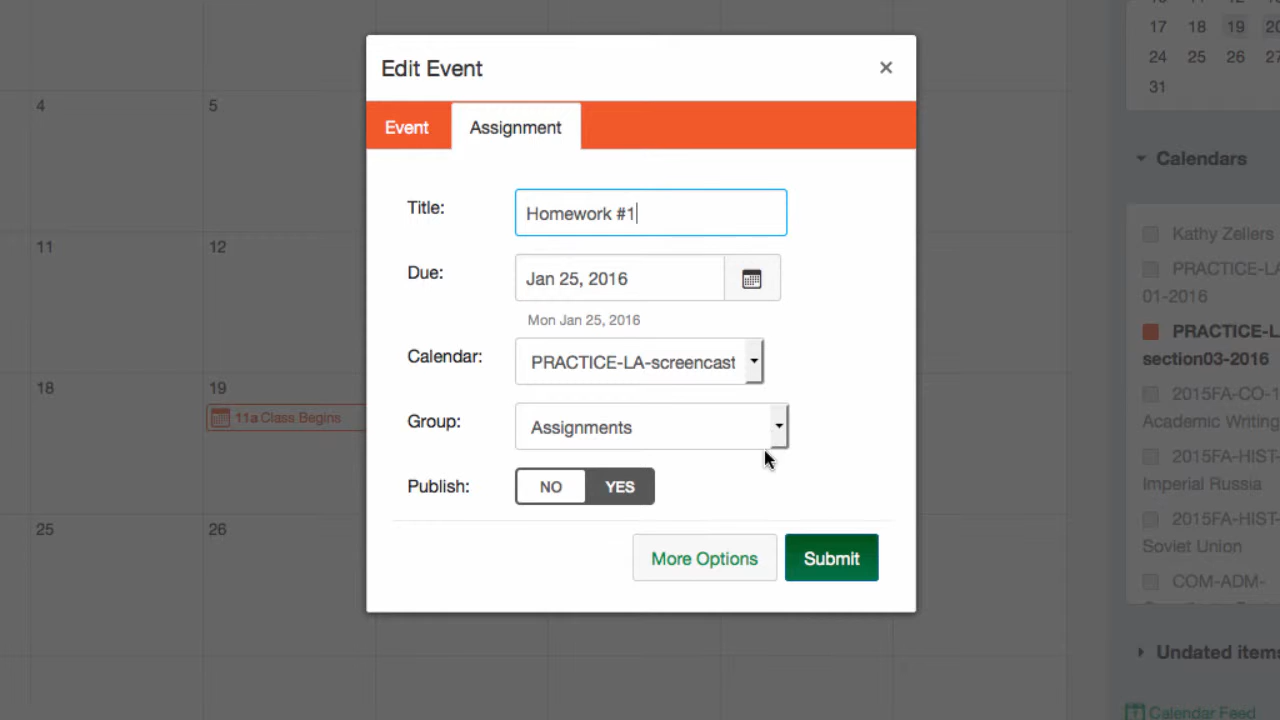 Edit Event
×
Event
Assignment
Title:
Homework #1
Due:
Jan 25, 2016
Mon Jan 25, 2016
Calendar:
PRACTICE-LA-screencast
Group:
Assignments
Publish:
NO
YES
More Options
Submit
4
5
11
12
18
19
11a Class Begins
25
26
17 18 19 20
24 25 26 27
31
Calendars
Kathy Zellers
PRACTICE-LA
01-2016
PRACTICE-L
section03-2016
2015FA-CO-1
Academic Writing
2015FA-HIST-
Imperial Russia
2015FA-HIST-
Soviet Union
COM-ADM-
Undated items
Calendar Feed